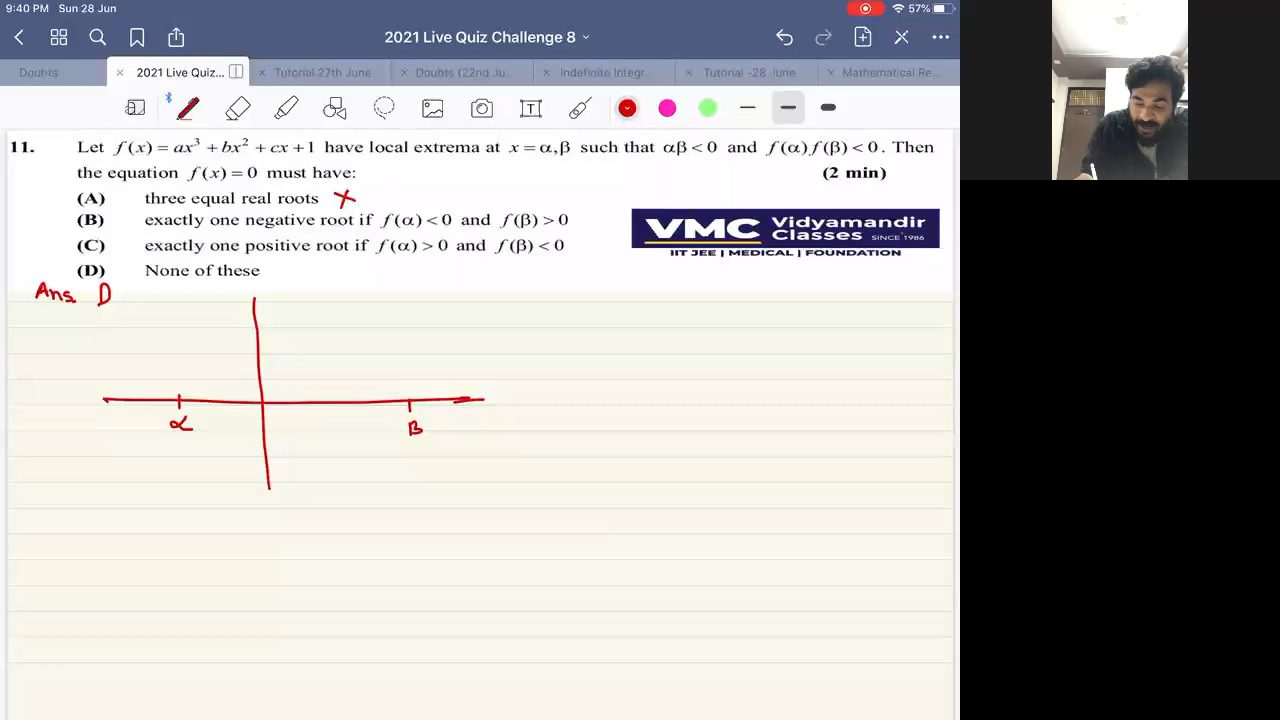 9:40 PM Sun 28 Jun
57%
2021 Live Quiz Challenge 8
Doubts
2021 Live Quiz...
Tutorial 27th June
Doubts (22nd Ju...
Indefinite Integr...
Tutorial -28 June
Mathematical Re...
11. Let f(x) = ax³ + bx² + cx + 1 have local extrema at x = α, β such that αβ < 0 and f(α) f(β) < 0. Then
the equation f(x) = 0 must have: (2 min)
(A) three equal real roots ✗
(B) exactly one negative root if f(α) < 0 and f(β) > 0
(C) exactly one positive root if f(α) > 0 and f(β) < 0
(D) None of these
VMC Vidyamandir
Classes SINCE 1986
IIT JEE | MEDICAL | FOUNDATION
Ans. D
α β